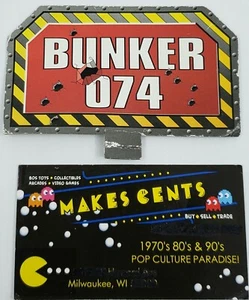 BUNKER
074
80S TOYS • COLLECTIBLES
ARCADES • VIDEO GAMES
MAKES CENTS
BUY • SELL • TRADE
1970's 80's & 90's
POP CULTURE PARADISE!
Milwaukee, WI